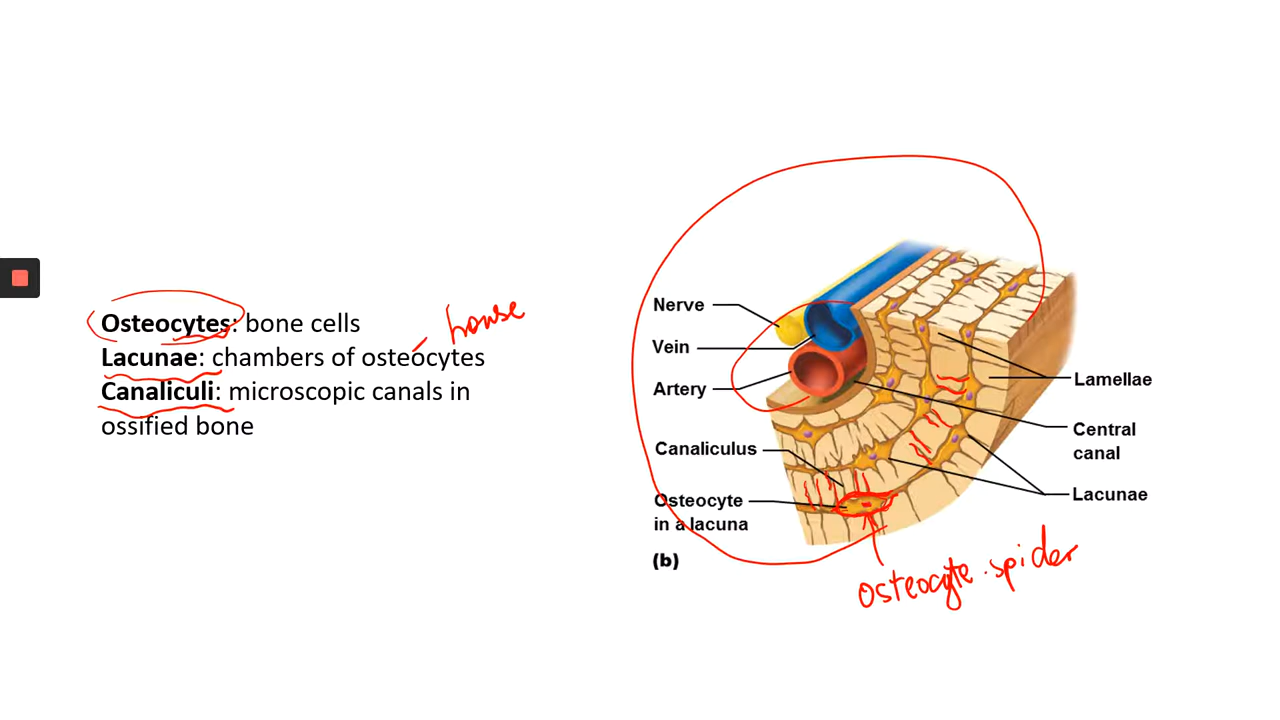 house
Osteocytes: bone cells
Lacunae: chambers of osteocytes
Canaliculi: microscopic canals in
ossified bone
Nerve
Vein
Artery
Canaliculus
Osteocyte
in a lacuna
(b)
Lamellae
Central
canal
Lacunae
osteocyte. spider